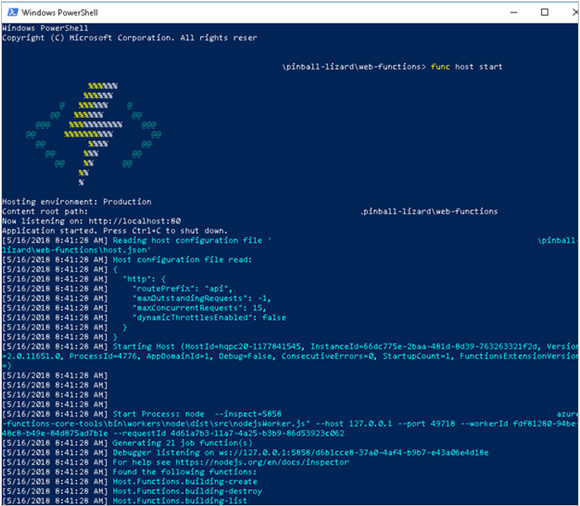 Windows PowerShell
Windows PowerShell
Copyright (C) Microsoft Corporation. All rights reser
\pinball-lizard\web-functions> func host start
%%%%%%
%%%%%%
@ %%%%%% @
@@ %%%%%% @@
@@@ %%%%%%%%%%% @@@
@@ %%%%%%%%%% @@
@@ %%%% @@
@@ %%% @@
@@ %% @@
%%
%
Hosting environment: Production
Content root path: .pinball-lizard\web-functions
Now listening on: http://localhost:80
Application started. Press Ctrl+C to shut down.
[5/16/2018 8:41:28 AM] Reading host configuration file ' \pinball-
lizard\web-functions\host.json'
[5/16/2018 8:41:28 AM] Host configuration file read:
[5/16/2018 8:41:28 AM] {
[5/16/2018 8:41:28 AM] "http": {
[5/16/2018 8:41:28 AM] "routePrefix": "api",
[5/16/2018 8:41:28 AM] "maxOutstandingRequests": -1,
[5/16/2018 8:41:28 AM] "maxConcurrentRequests": 15,
[5/16/2018 8:41:28 AM] "dynamicThrottlesEnabled": false
[5/16/2018 8:41:28 AM] }
[5/16/2018 8:41:28 AM] }
[5/16/2018 8:41:28 AM] Starting Host (HostId=hqpc20-1177841545, InstanceId=66dc775e-2baa-481d-8d39-763263321f2d, Version
=2.0.11651.0, ProcessId=4776, AppDomainId=1, Debug=False, ConsecutiveErrors=0, StartupCount=1, FunctionsExtensionVersion
=)
[5/16/2018 8:41:28 AM]
[5/16/2018 8:41:28 AM]
[5/16/2018 8:41:28 AM]
[5/16/2018 8:41:28 AM] Start Process: node --inspect=5858 azure
-functions-core-tools\bin\workers\node\dist\src\nodejsWorker.js" --host 127.0.0.1 --port 49718 --workerId fdf81280-94be-
48c8-b49e-84d875ad7b1e --requestId 4d61a7b3-11a7-4a25-b3b9-86d53923c062
[5/16/2018 8:41:28 AM] Generating 21 job function(s)
[5/16/2018 8:41:28 AM] Debugger listening on ws://127.0.0.1:5858/d6b1cce8-37a0-4af4-b9b7-e43a06e4d18e
[5/16/2018 8:41:28 AM] For help see https://nodejs.org/en/docs/inspector
[5/16/2018 8:41:28 AM] Found the following functions:
[5/16/2018 8:41:28 AM] Host.Functions.building-create
[5/16/2018 8:41:28 AM] Host.Functions.building-destroy
[5/16/2018 8:41:28 AM] Host.Functions.building-list